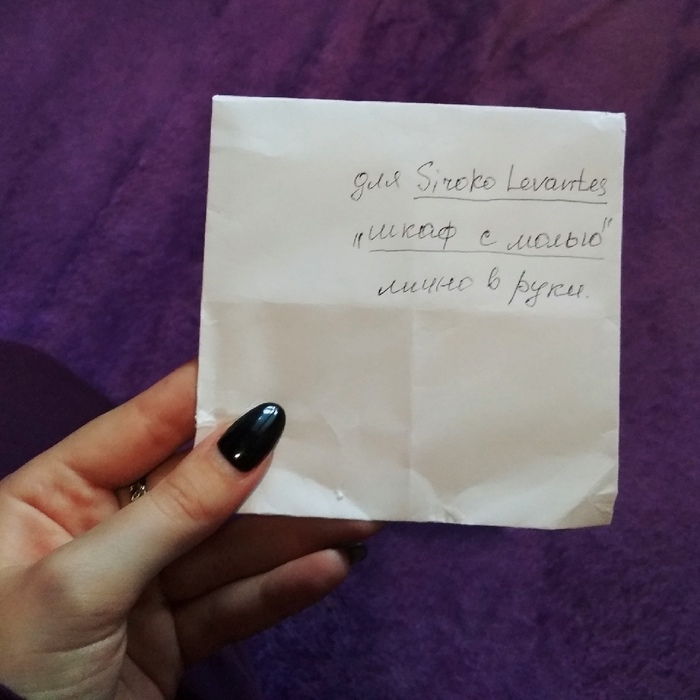 для Siroko Levantes
„шкаф с молью"
лично в руки.